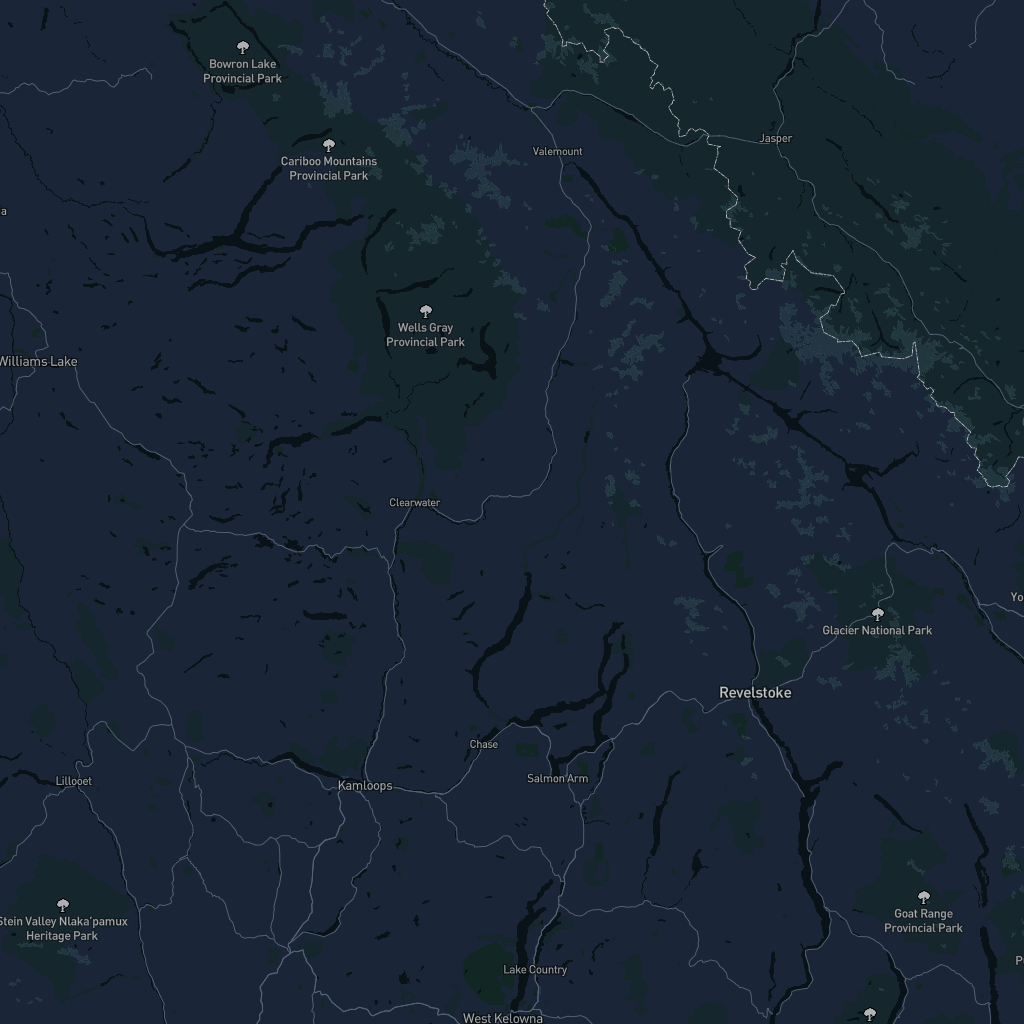 Bowron Lake
Provincial Park
Jasper
Valemount
Cariboo Mountains
Provincial Park
a
Wells Gray
Provincial Park
Williams Lake
Clearwater
Yo
Glacier National Park
Revelstoke
Chase
Salmon Arm
Lillooet
Kamloops
Stein Valley Nlaka'pamux
Heritage Park
Goat Range
Provincial Park
P
Lake Country
West Kelowna